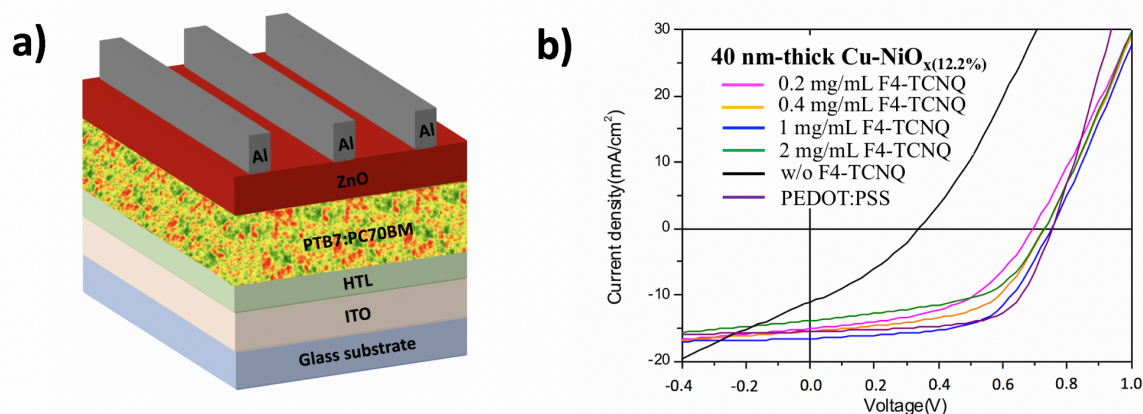 a)
Al
Al
Al
ZnO
PTB7:PC70BM
HTL
ITO
Glass substrate
b)
40 nm-thick Cu-NiOx(12.2%)
0.2 mg/mL F4-TCNQ
0.4 mg/mL F4-TCNQ
1 mg/mL F4-TCNQ
2 mg/mL F4-TCNQ
w/o F4-TCNQ
PEDOT:PSS
Current density(mA/cm²)
30
20
10
0
-10
-20
-0.4 -0.2 0.0 0.2 0.4 0.6 0.8 1.0
Voltage(V)